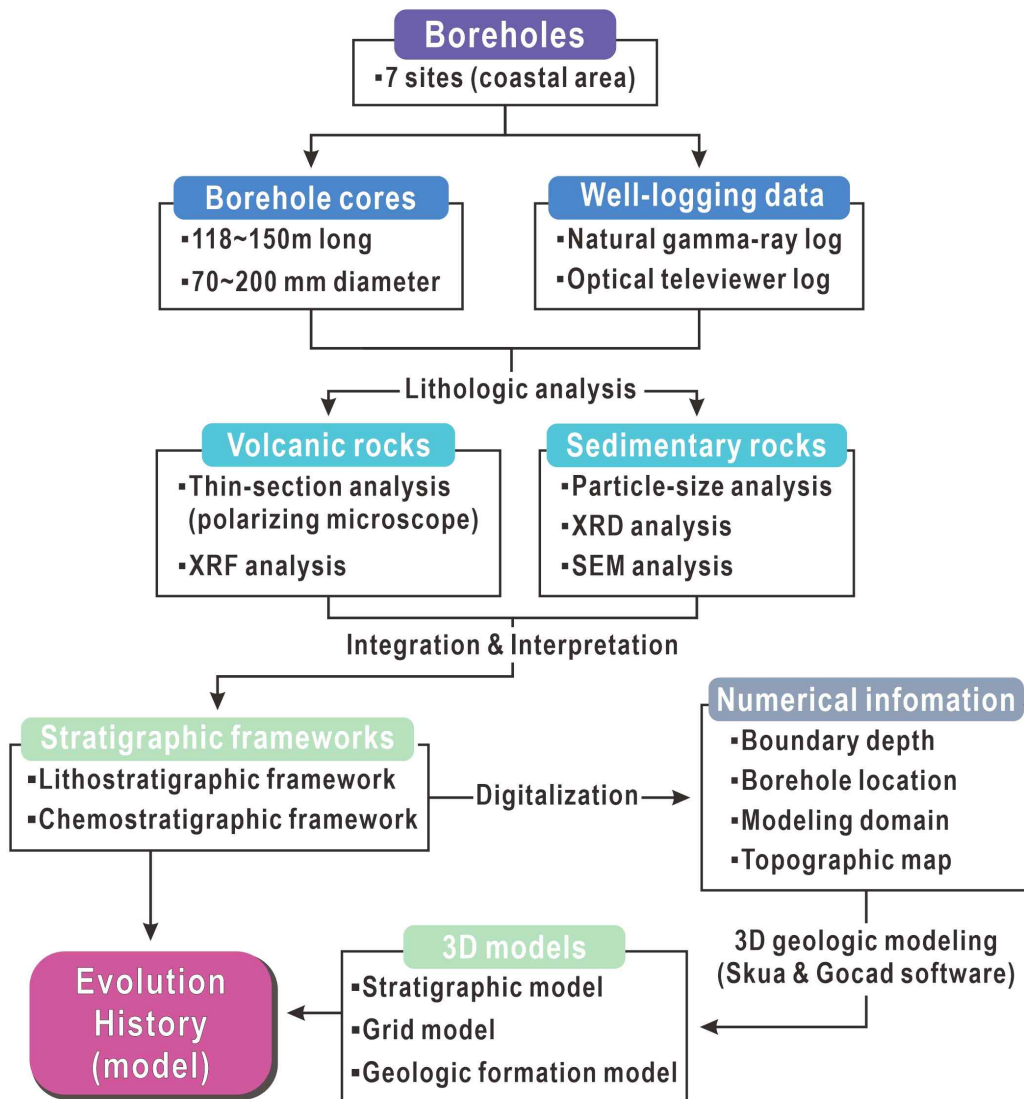 Boreholes
▪7 sites (coastal area)
Borehole cores
▪118~150m long
▪70~200 mm diameter
Well-logging data
▪Natural gamma-ray log
▪Optical televiewer log
Lithologic analysis
Volcanic rocks
▪Thin-section analysis
(polarizing microscope)
▪XRF analysis
Sedimentary rocks
▪Particle-size analysis
▪XRD analysis
▪SEM analysis
Integration & Interpretation
Stratigraphic frameworks
▪Lithostratigraphic framework
▪Chemostratigraphic framework
Digitalization
Numerical infomation
▪Boundary depth
▪Borehole location
▪Modeling domain
▪Topographic map
3D geologic modeling
(Skua & Gocad software)
3D models
▪Stratigraphic model
▪Grid model
▪Geologic formation model
Evolution
History
(model)